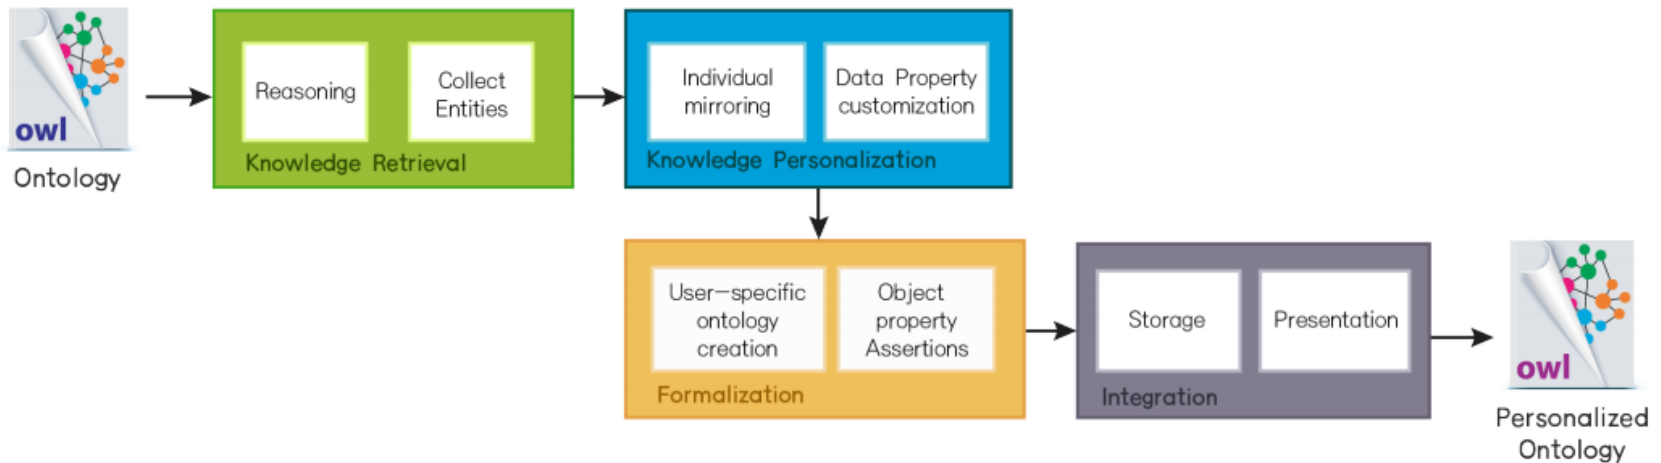 owl
Ontology
Reasoning
Collect
Entities
Knowledge Retrieval
Individual
mirroring
Data Property
customization
Knowledge Personalization
User-specific
ontology
creation
Object
property
Assertions
Formalization
Storage
Presentation
Integration
owl
Personalized
Ontology